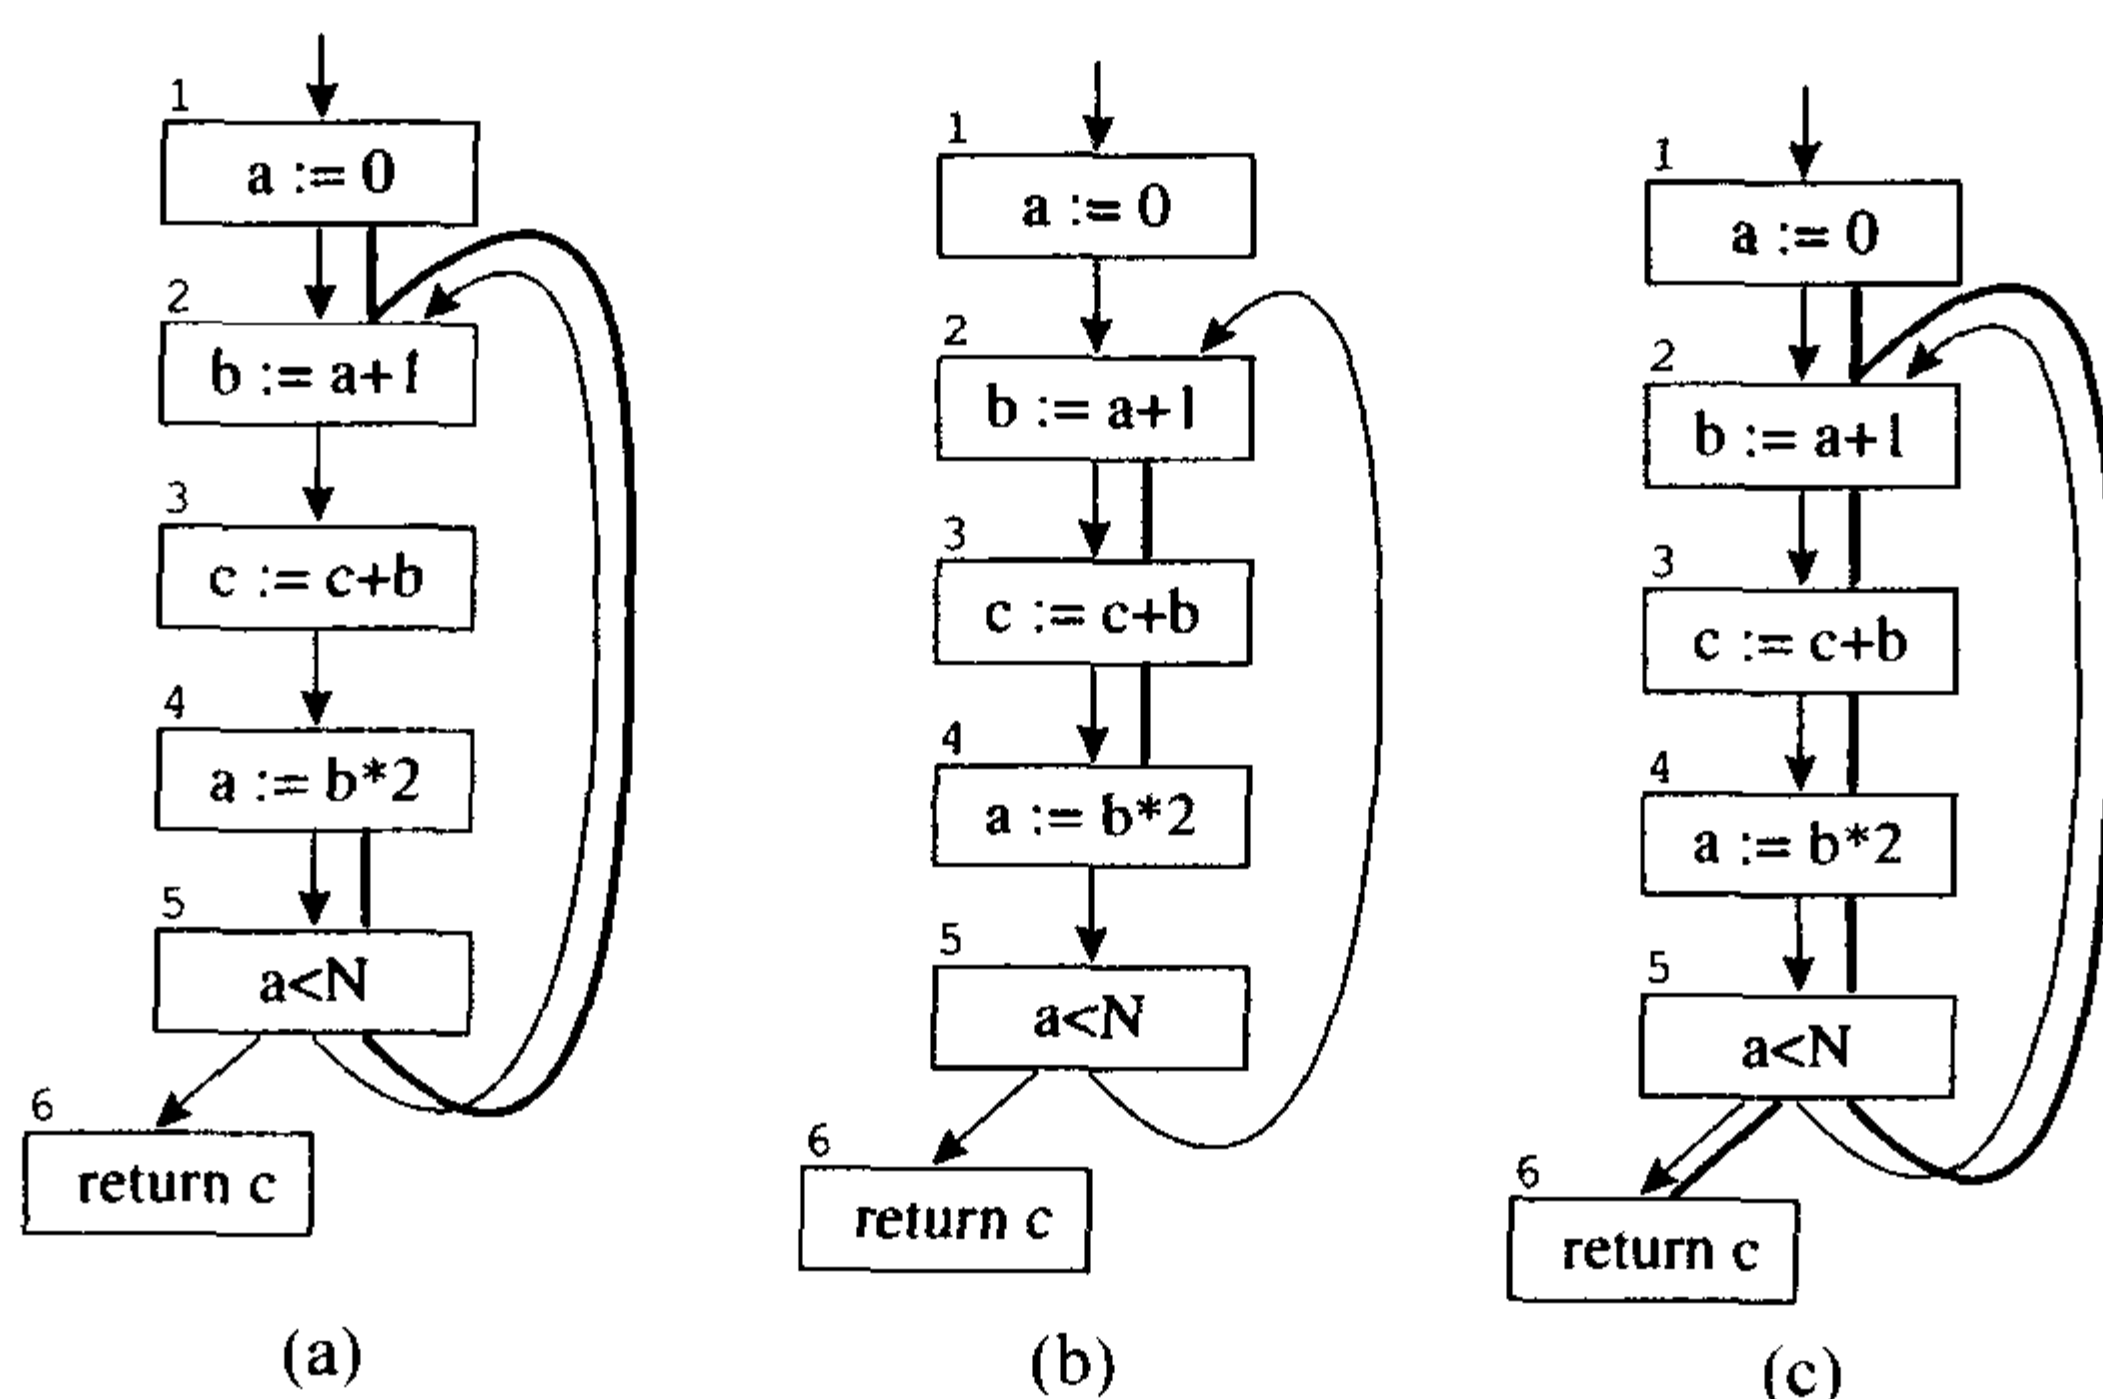 1
a := 0
2
b := a+1
3
c := c+b
4
a := b*2
5
a<N
6
return c
(a)
1
a := 0
2
b := a+1
3
c := c+b
4
a := b*2
5
a<N
6
return c
(b)
1
a := 0
2
b := a+1
3
c := c+b
4
a := b*2
5
a<N
6
return c
(c)